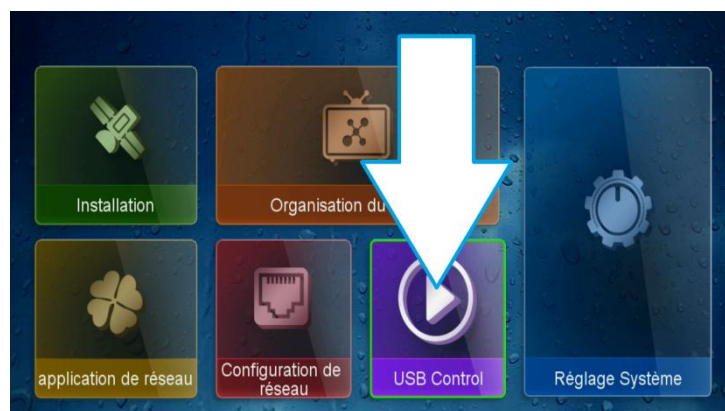 Installation
Organisation du
application de réseau
Configuration de
réseau
USB Control
Réglage Système